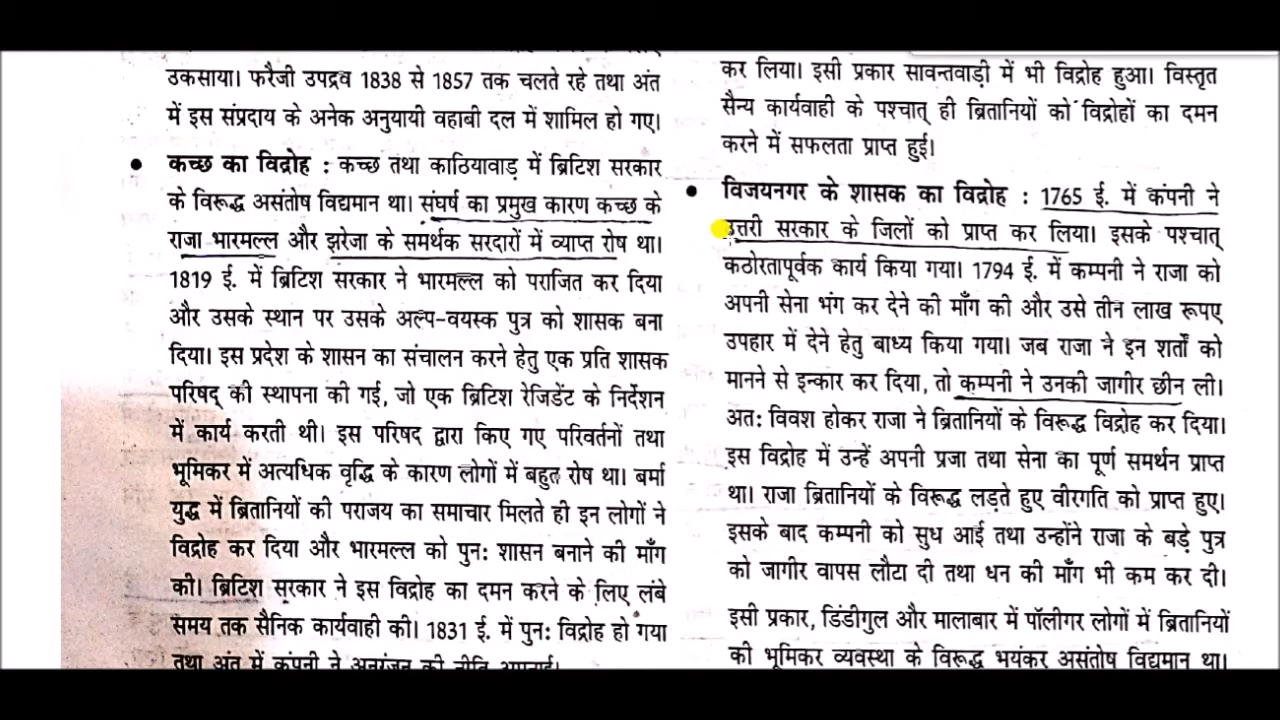 उकसाया। फरैजी उपद्रव 1838 से 1857 तक चलते रहे तथा अंत
में इस संप्रदाय के अनेक अनुयायी वहाबी दल में शामिल हो गए।
• कच्छ का विद्रोह : कच्छ तथा काठियावाड़ में ब्रिटिश सरकार
के विरूद्ध असंतोष विद्यमान था। संघर्ष का प्रमुख कारण कच्छ के
राजा भारमल्ल और झरेजा के समर्थक सरदारों में व्याप्त रोष था।
1819 ई. में ब्रिटिश सरकार ने भारमल्ल को पराजित कर दिया
और उसके स्थान पर उसके अल्प-वयस्क पुत्र को शासक बना
दिया। इस प्रदेश के शासन का संचालन करने हेतु एक प्रति शासक
परिषद् की स्थापना की गई, जो एक ब्रिटिश रेजिडेंट के निर्देशन
में कार्य करती थी। इस परिषद द्वारा किए गए परिवर्तनों तथा
भूमिकर में अत्यधिक वृद्धि के कारण लोगों में बहुत रोष था। बर्मा
युद्ध में ब्रितानियों की पराजय का समाचार मिलते ही इन लोगों ने
विद्रोह कर दिया और भारमल्ल को पुनः शासन बनाने की माँग
की। ब्रिटिश सरकार ने इस विद्रोह का दमन करने के लिए लंबे
समय तक सैनिक कार्यवाही की। 1831 ई. में पुनः विद्रोह हो गया
तथा अंत में कंपनी ने अनुरंजन की नीति अपनाई।
कर लिया। इसी प्रकार सावन्तवाड़ी में भी विद्रोह हुआ। विस्तृत
सैन्य कार्यवाही के पश्चात् ही ब्रितानियों को विद्रोहों का दमन
करने में सफलता प्राप्त हुई।
• विजयनगर के शासक का विद्रोह : 1765 ई. में कंपनी ने
उत्तरी सरकार के जिलों को प्राप्त कर लिया। इसके पश्चात्
कठोरतापूर्वक कार्य किया गया। 1794 ई. में कम्पनी ने राजा को
अपनी सेना भंग कर देने की माँग की और उसे तीन लाख रूपए
उपहार में देने हेतु बाध्य किया गया। जब राजा ने इन शर्तों को
मानने से इन्कार कर दिया, तो कम्पनी ने उनकी जागीर छीन ली।
अतः विवश होकर राजा ने ब्रितानियों के विरूद्ध विद्रोह कर दिया।
इस विद्रोह में उन्हें अपनी प्रजा तथा सेना का पूर्ण समर्थन प्राप्त
था। राजा ब्रितानियों के विरूद्ध लड़ते हुए वीरगति को प्राप्त हुए।
इसके बाद कम्पनी को सुध आई तथा उन्होंने राजा के बड़े पुत्र
को जागीर वापस लौटा दी तथा धन की माँग भी कम कर दी।
इसी प्रकार, डिंडीगुल और मालाबार में पॉलीगर लोगों में ब्रितानियों
की भूमिकर व्यवस्था के विरूद्ध भयंकर असंतोष विद्यमान था।